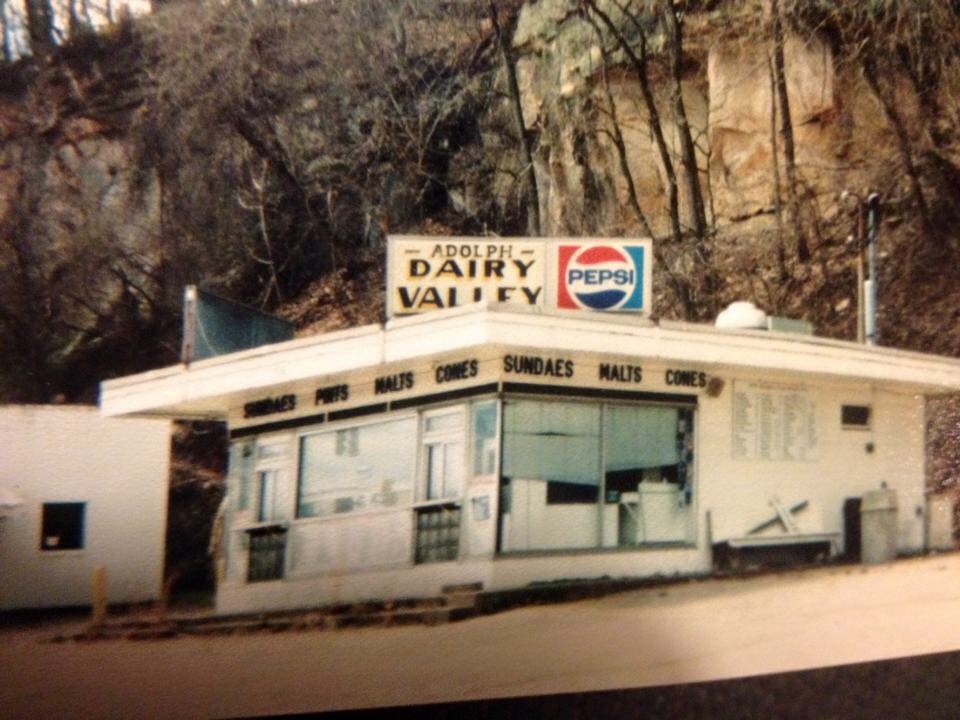 - ADOLPH -
DAIRY
VALLEY
PEPSI
SUNDAES PINTS MALTS CONES
SUNDAES MALTS CONES